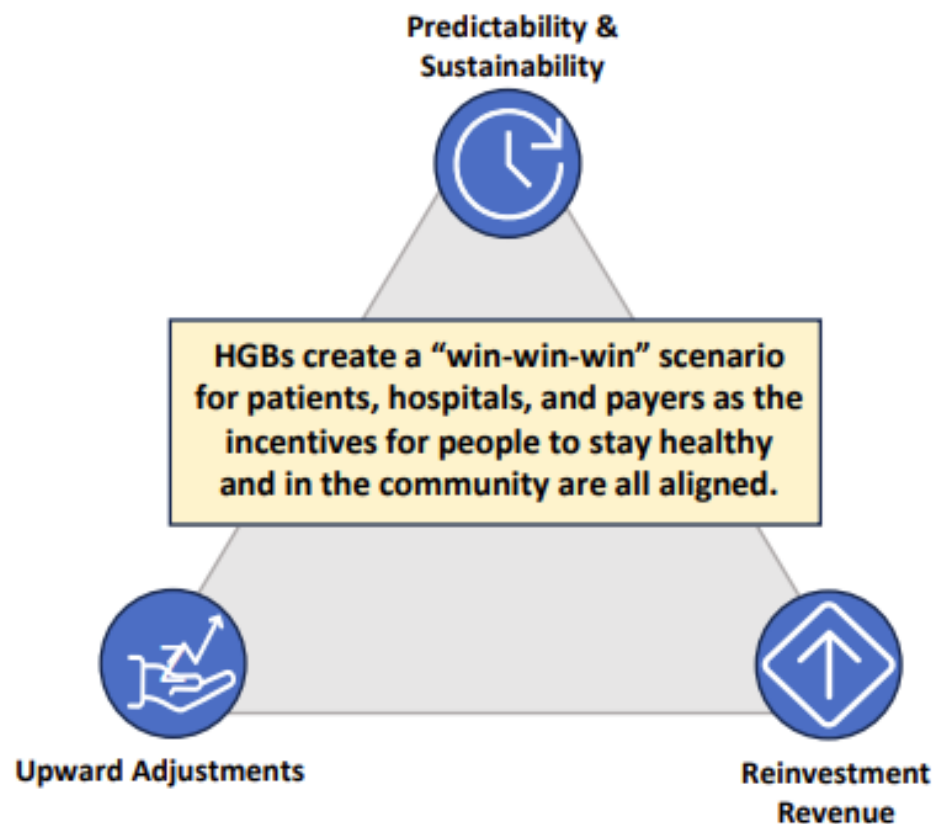 Predictability &
Sustainability
HGBs create a “win-win-win” scenario
for patients, hospitals, and payers as the
incentives for people to stay healthy
and in the community are all aligned.
Upward Adjustments
Reinvestment
Revenue